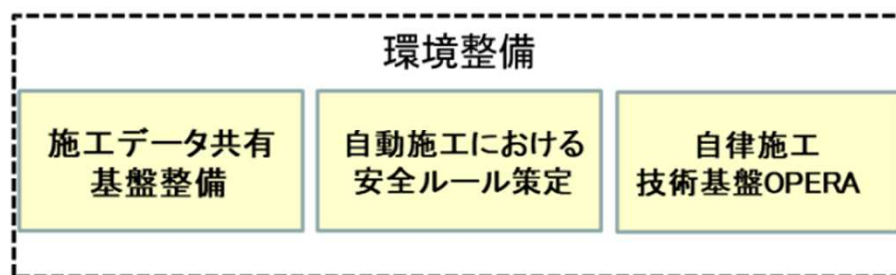 環境整備
施工データ共有
基盤整備
自動施工における
安全ルール策定
自律施工
技術基盤OPERA